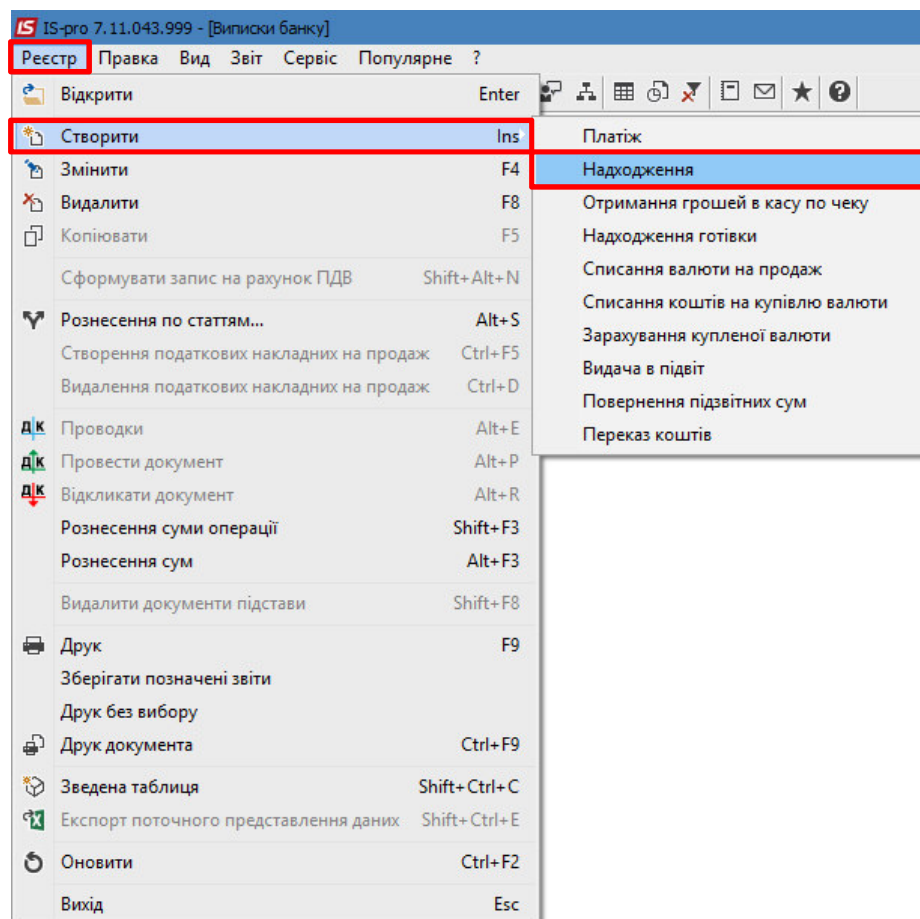 IS IS-pro 7.11.043.999 - [Виписки банку]
Реєстр Правка Вид Звіт Сервіс Популярне ?
Відкрити Enter
Створити Ins
Змінити F4
Видалити F8
Копіювати F5
Сформувати запис на рахунок ПДВ Shift+Alt+N
Рознесення по статтям... Alt+S
Створення податкових накладних на продаж Ctrl+F5
Видалення податкових накладних на продаж Ctrl+D
Проводки Alt+E
Провести документ Alt+P
Відкликати документ Alt+R
Рознесення суми операції Shift+F3
Рознесення сум Alt+F3
Видалити документи підстави Shift+F8
Друк F9
Зберігати позначені звіти
Друк без вибору
Друк документа Ctrl+F9
Зведена таблиця Shift+Ctrl+C
Експорт поточного представлення даних Shift+Ctrl+E
Оновити Ctrl+F2
Вихід Esc
Платіж
Надходження
Отримання грошей в касу по чеку
Надходження готівки
Списання валюти на продаж
Списання коштів на купівлю валюти
Зарахування купленої валюти
Видача в підвіт
Повернення підзвітних сум
Переказ коштів